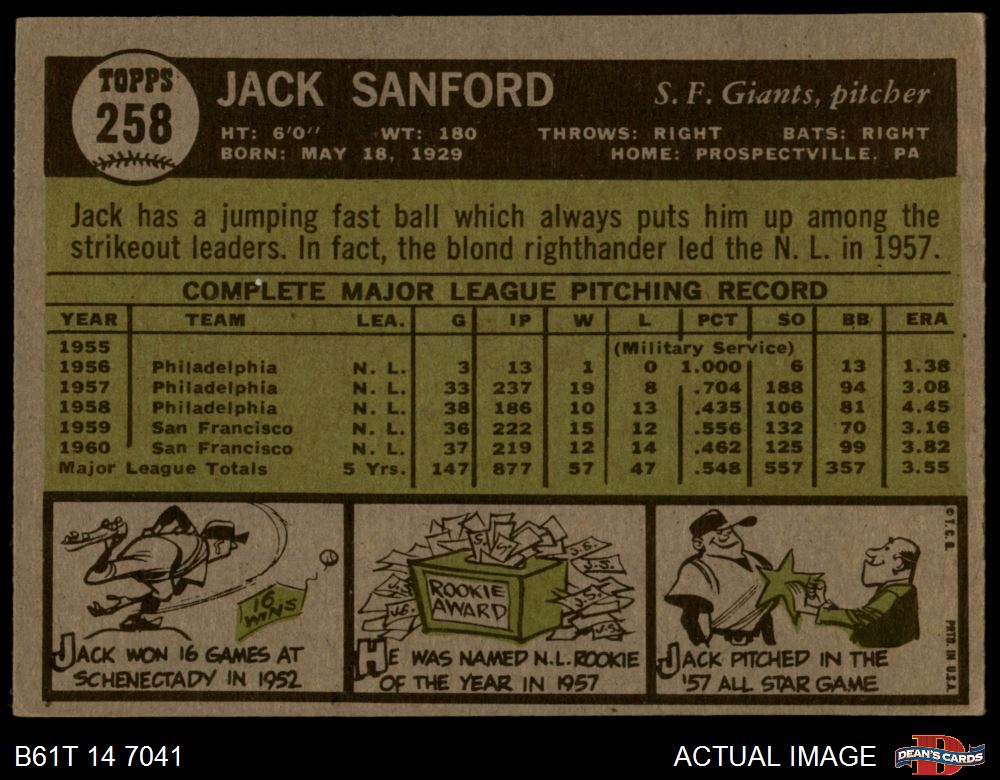 TOPPS
258
JACK SANFORD
S. F. Giants, pitcher
HT: 6'0" WT: 180 THROWS: RIGHT BATS: RIGHT
BORN: MAY 18, 1929 HOME: PROSPECTVILLE. PA
Jack has a jumping fast ball which always puts him up among the
strikeout leaders. In fact, the blond righthander led the N. L. in 1957.
COMPLETE MAJOR LEAGUE PITCHING RECORD
YEAR TEAM LEA. G IP W L PCT SO BB ERA
1955 (Military Service)
1956 Philadelphia N. L. 3 13 1 0 1.000 6 13 1.38
1957 Philadelphia N. L. 33 237 19 8 .704 188 94 3.08
1958 Philadelphia N. L. 38 186 10 13 .435 106 81 4.45
1959 San Francisco N. L. 36 222 15 12 .556 132 70 3.16
1960 San Francisco N. L. 37 219 12 14 .462 125 99 3.82
Major League Totals 5 Yrs. 147 877 57 47 .548 557 357 3.55
16
WINS
JACK WON 16 GAMES AT
SCHENECTADY IN 1952
J.S.
J.S.
J.S.
J.S.
ROOKIE
AWARD
HE WAS NAMED N.L. ROOKIE
OF THE YEAR IN 1957
JACK PITCHED IN THE
'57 ALL STAR GAME
© T. C. G.
PRTD IN U.S.A.
B61T 14 7041
ACTUAL IMAGE
DEAN'S CARDS